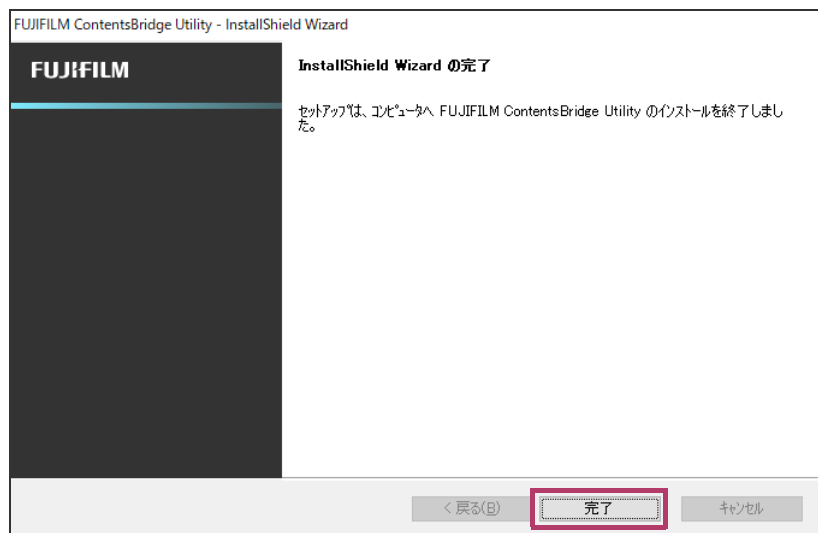 FUJIFILM ContentsBridge Utility - InstallShield Wizard
FUJIFILM
InstallShield Wizard の完了
ｾｯﾄｱｯﾌﾟは、ｺﾝﾋﾟｭｰﾀへ FUJIFILM ContentsBridge Utility のｲﾝｽﾄｰﾙを終了しまし
た。
< 戻る(B)
完了
ｷｬﾝｾﾙ